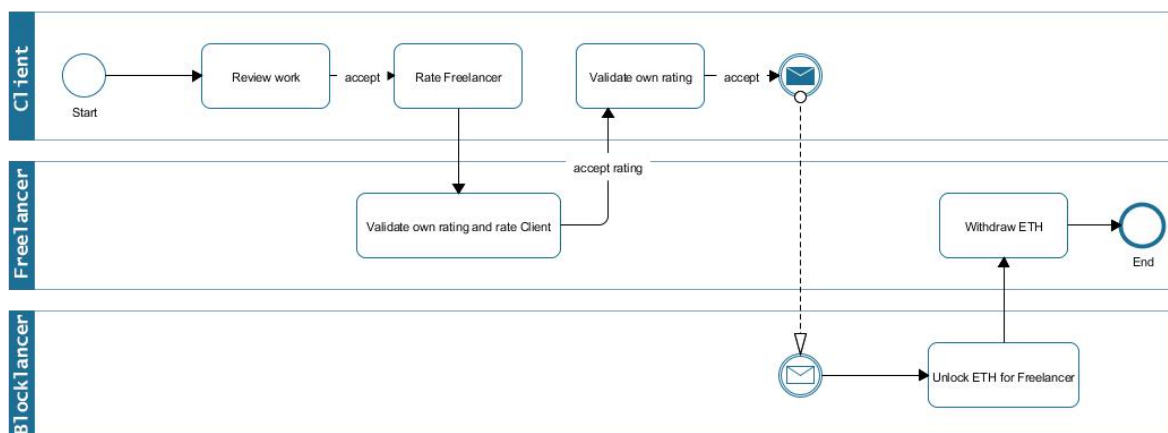 Client
Start
Review work
accept
Rate Freelancer
Validate own rating
accept
Freelancer
accept rating
Validate own rating and rate Client
Withdraw ETH
End
Blocklancer
Unlock ETH for Freelancer